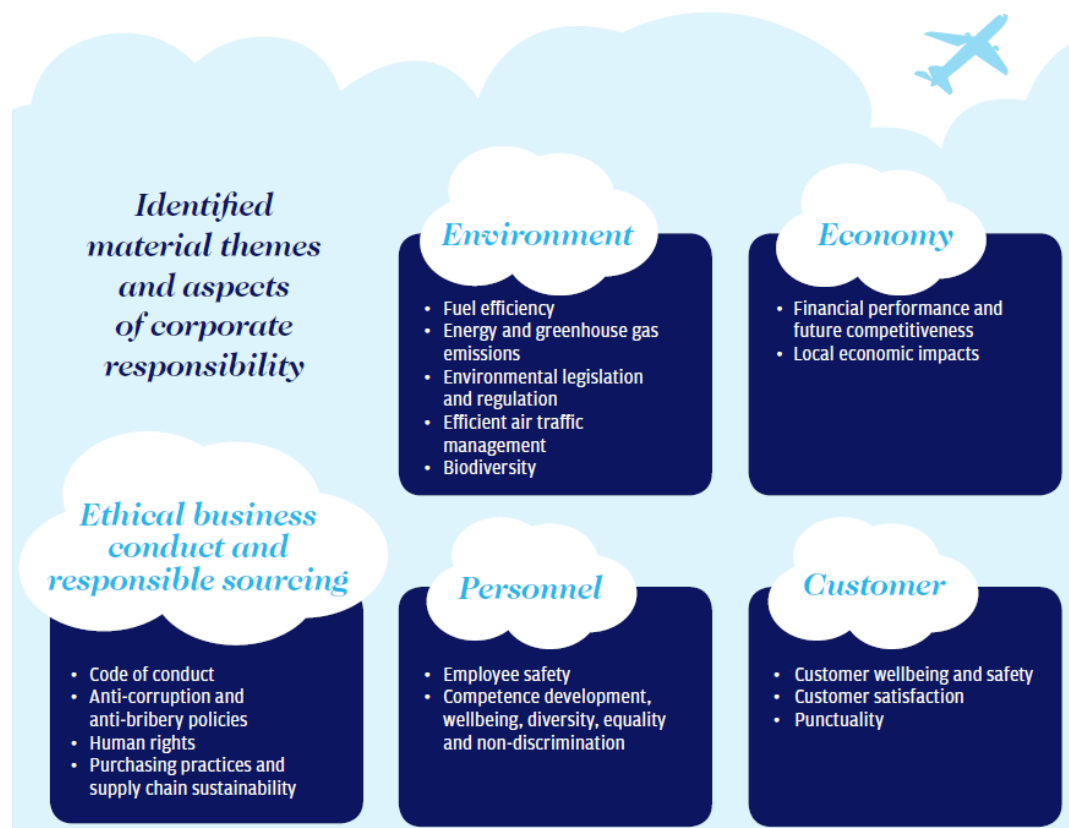 Identified
material themes
and aspects
of corporate
responsibility
Environment
• Fuel efficiency
• Energy and greenhouse gas
emissions
• Environmental legislation
and regulation
• Efficient air traffic
management
• Biodiversity
Economy
• Financial performance and
future competitiveness
• Local economic impacts
Ethical business
conduct and
responsible sourcing
• Code of conduct
• Anti-corruption and
anti-bribery policies
• Human rights
• Purchasing practices and
supply chain sustainability
Personnel
• Employee safety
• Competence development,
wellbeing, diversity, equality
and non-discrimination
Customer
• Customer wellbeing and safety
• Customer satisfaction
• Punctuality